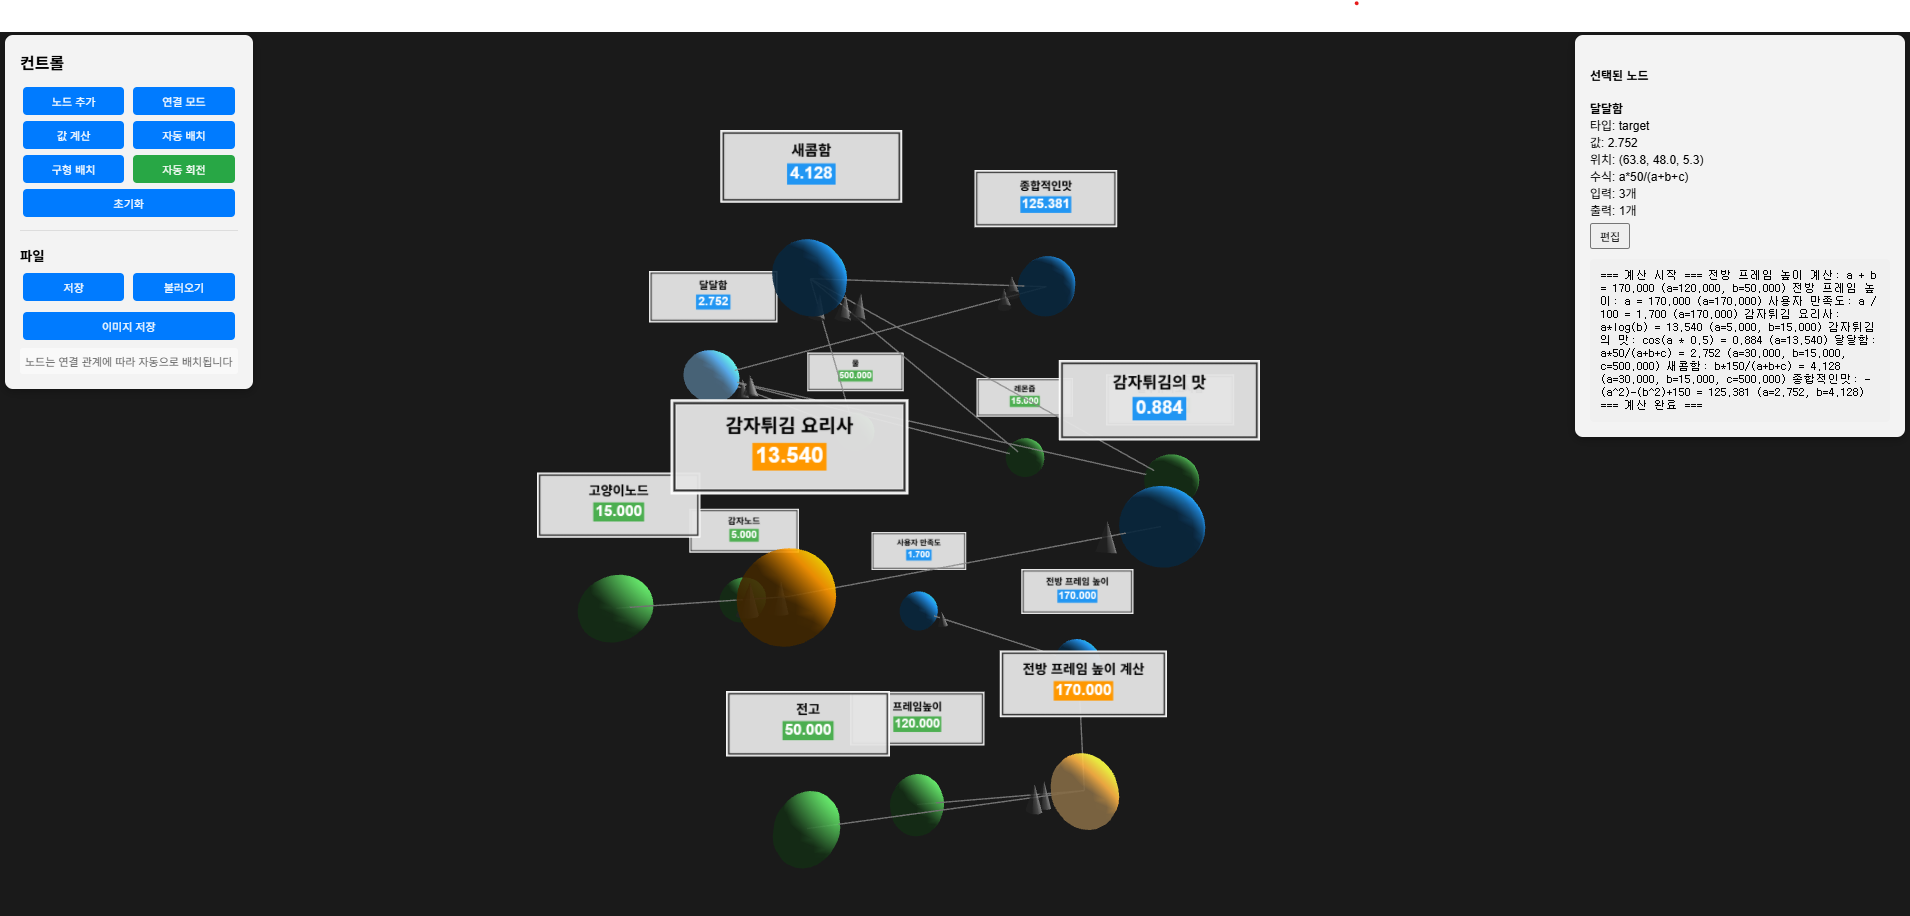 컨트롤
노드 추가
연결 모드
값 계산
자동 배치
구형 배치
자동 회전
초기화
파일
저장
불러오기
이미지 저장
노드는 연결 관계에 따라 자동으로 배치됩니다
새콤함
4.128
종합적인맛
125.381
달달함
2.752
물
500.000
레몬즙
15.000
감자튀김의 맛
0.884
감자튀김 요리사
13.540
고양이노드
15.000
감자노드
5.000
사용자 만족도
1.700
전방 프레임 높이
170.000
전방 프레임 높이 계산
170.000
전고
50.000
프레임높이
120.000
선택된 노드
달달함
타입: target
값: 2.752
위치: (63.8, 48.0, 5.3)
수식: a*50/(a+b+c)
입력: 3개
출력: 1개
편집
=== 계산 시작 === 전방 프레임 높이 계산: a + b
= 170.000 (a=120.000, b=50.000) 전방 프레임 높
이: a = 170.000 (a=170.000) 사용자 만족도: a /
100 = 1.700 (a=170.000) 감자튀김 요리사:
a*log(b) = 13.540 (a=5.000, b=15.000) 감자튀김
의 맛: cos(a * 0.5) = 0.884 (a=13.540) 달달함:
a*50/(a+b+c) = 2.752 (a=30.000, b=15.000,
c=500.000) 새콤함: b*150/(a+b+c) = 4.128
(a=30.000, b=15.000, c=500.000) 종합적인맛: -
(a^2)-(b^2)+150 = 125.381 (a=2.752, b=4.128)
=== 계산 완료 ===